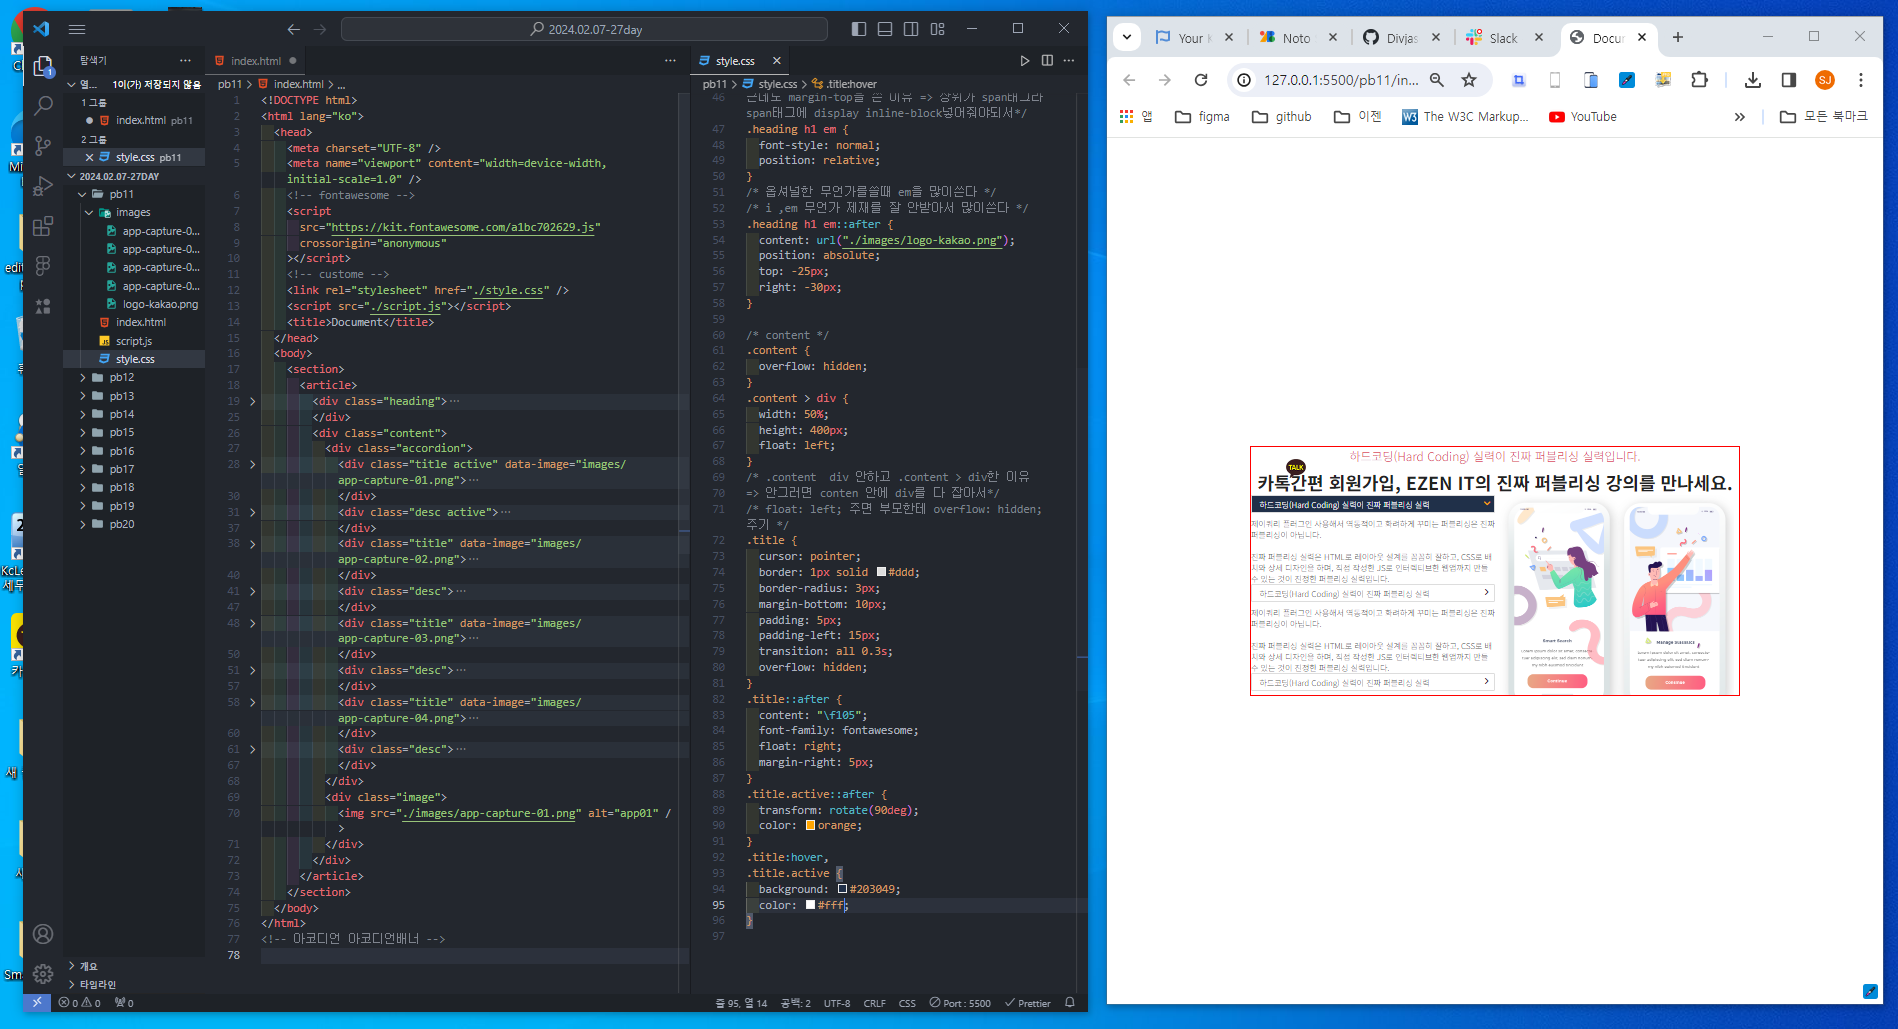 2024.02.07-27day
탐색기
index.html
style.css
열...
1이(가) 저장되지 않음
1 그룹
index.html pb11
2 그룹
style.css pb11
2024.02.07-27DAY
pb11
images
app-capture-0...
app-capture-0...
app-capture-0...
app-capture-0...
logo-kakao.png
index.html
script.js
style.css
pb12
pb13
pb14
pb15
pb16
pb17
pb18
pb19
pb20
개요
타임라인
pb11 > index.html > ...
1 <!DOCTYPE html>
2 <html lang="ko">
3 <head>
4 <meta charset="UTF-8" />
5 <meta name="viewport" content="width=device-width,
initial-scale=1.0" />
6 <!-- fontawesome -->
7 <script
8 src="https://kit.fontawesome.com/a1bc702629.js"
9 crossorigin="anonymous"
10 ></script>
11 <!-- custome -->
12 <link rel="stylesheet" href="./style.css" />
13 <script src="./script.js"></script>
14 <title>Document</title>
15 </head>
16 <body>
17 <section>
18 <article>
19 <div class="heading">…
25 </div>
26 <div class="content">
27 <div class="accordion">
28 <div class="title active" data-image="images/
app-capture-01.png">…
30 </div>
31 <div class="desc active">…
37 </div>
38 <div class="title" data-image="images/
app-capture-02.png">…
40 </div>
41 <div class="desc">…
47 </div>
48 <div class="title" data-image="images/
app-capture-03.png">…
50 </div>
51 <div class="desc">…
57 </div>
58 <div class="title" data-image="images/
app-capture-04.png">…
60 </div>
61 <div class="desc">…
67 </div>
68 </div>
69 <div class="image">
70 <img src="./images/app-capture-01.png" alt="app01" /
>
71 </div>
72 </div>
73 </article>
74 </section>
75 </body>
76 </html>
77 <!-- 아코디언 아코디언배너 -->
78
pb11 > style.css > .title:hover
46 근데도 margin-top을 쓴 이유 => 상위가 span태그라
span태그에 display inline-block넣어줘야되서*/
47 .heading h1 em {
48 font-style: normal;
49 position: relative;
50 }
51 /* 옵셔널한 무언가를쓸때 em을 많이쓴다 */
52 /* i ,em 무언가 제재를 잘 안받아서 많이쓴다 */
53 .heading h1 em::after {
54 content: url("./images/logo-kakao.png");
55 position: absolute;
56 top: -25px;
57 right: -30px;
58 }
59
60 /* content */
61 .content {
62 overflow: hidden;
63 }
64 .content > div {
65 width: 50%;
66 height: 400px;
67 float: left;
68 }
69 /* .content div 안하고 .content > div한 이유
70 => 안그러면 conten 안에 div를 다 잡아서*/
71 /* float: left; 주면 부모한테 overflow: hidden;
주기 */
72 .title {
73 cursor: pointer;
74 border: 1px solid #ddd;
75 border-radius: 3px;
76 margin-bottom: 10px;
77 padding: 5px;
78 padding-left: 15px;
79 transition: all 0.3s;
80 overflow: hidden;
81 }
82 .title::after {
83 content: "\f105";
84 font-family: fontawesome;
85 float: right;
86 margin-right: 5px;
87 }
88 .title.active::after {
89 transform: rotate(90deg);
90 color: orange;
91 }
92 .title:hover,
93 .title.active {
94 background: #203049;
95 color: #fff;
96 }
97
0 0 0
줄 95, 열 14 공백: 2 UTF-8 CRLF CSS Port : 5500 Prettier
Your
Noto
Divjas
Slack
Docur
127.0.0.1:5500/pb11/in...
SJ
앱
figma
github
이젠
W3C
The W3C Markup...
YouTube
모든 북마크
하드코딩(Hard Coding) 실력이 진짜 퍼블리싱 실력입니다.
TALK
카톡간편 회원가입, EZEN IT의 진짜 퍼블리싱 강의를 만나세요.
하드코딩(Hard Coding) 실력이 진짜 퍼블리싱 실력
제이쿼리 플러그인 사용해서 역동적이고 화려하게 꾸미는 퍼블리싱은 진짜
퍼블리싱이 아닙니다.
진짜 퍼블리싱 실력은 HTML로 레이아웃 설계를 꼼꼼히 잘하고, CSS로 배
치와 상세 디자인을 하며, 직접 작성한 JS로 인터랙티브한 웹앱까지 만들
수 있는 것이 진정한 퍼블리싱 실력입니다.
하드코딩(Hard Coding) 실력이 진짜 퍼블리싱 실력
제이쿼리 플러그인 사용해서 역동적이고 화려하게 꾸미는 퍼블리싱은 진짜
퍼블리싱이 아닙니다.
진짜 퍼블리싱 실력은 HTML로 레이아웃 설계를 꼼꼼히 잘하고, CSS로 배
치와 상세 디자인을 하며, 직접 작성한 JS로 인터랙티브한 웹앱까지 만들
수 있는 것이 진정한 퍼블리싱 실력입니다.
하드코딩(Hard Coding) 실력이 진짜 퍼블리싱 실력
Smart Search
Continue
Manage Business
Continue